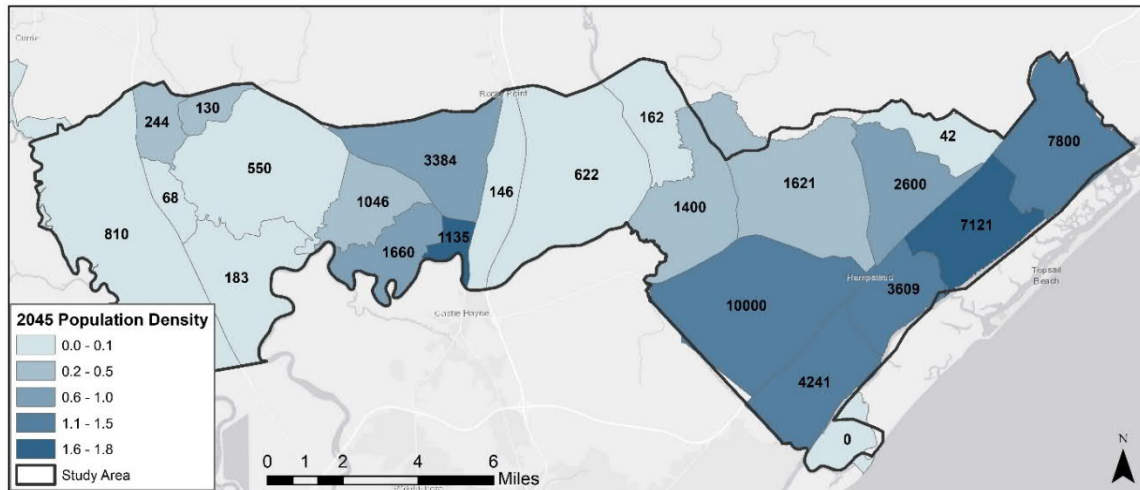 Currie
130
244
Rocky Point
162
42
7800
550
3384
146
622
1621
2600
68
1046
1400
7121
810
1135
1660
183
Hampstead
Topsail
Beach
3609
10000
Castle Hayne
4241
0
2045 Population Density
0.0 - 0.1
0.2 - 0.5
0.6 - 1.0
1.1 - 1.5
1.6 - 1.8
Study Area
0 1 2 4 6
Miles
N